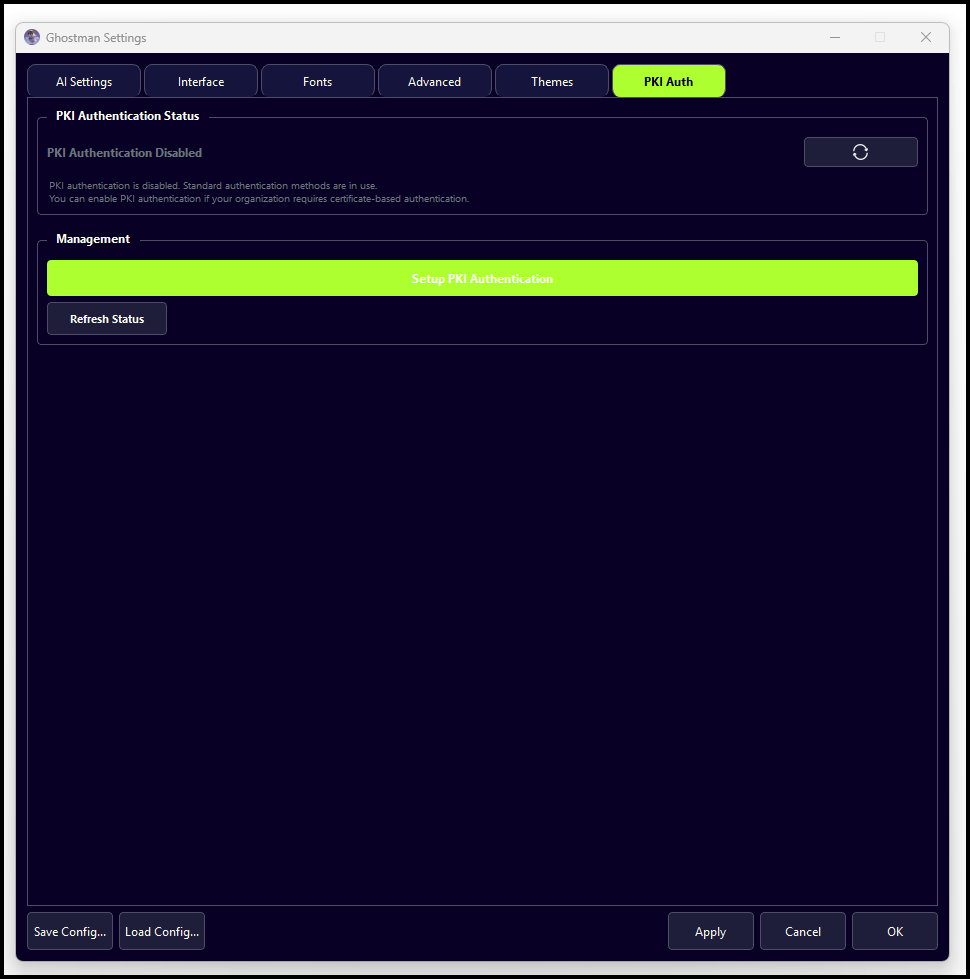 Ghostman Settings
AI Settings
Interface
Fonts
Advanced
Themes
PKI Auth
PKI Authentication Status
PKI Authentication Disabled
PKI authentication is disabled. Standard authentication methods are in use.
You can enable PKI authentication if your organization requires certificate-based authentication.
Management
Setup PKI Authentication
Refresh Status
Save Config...
Load Config...
Apply
Cancel
OK